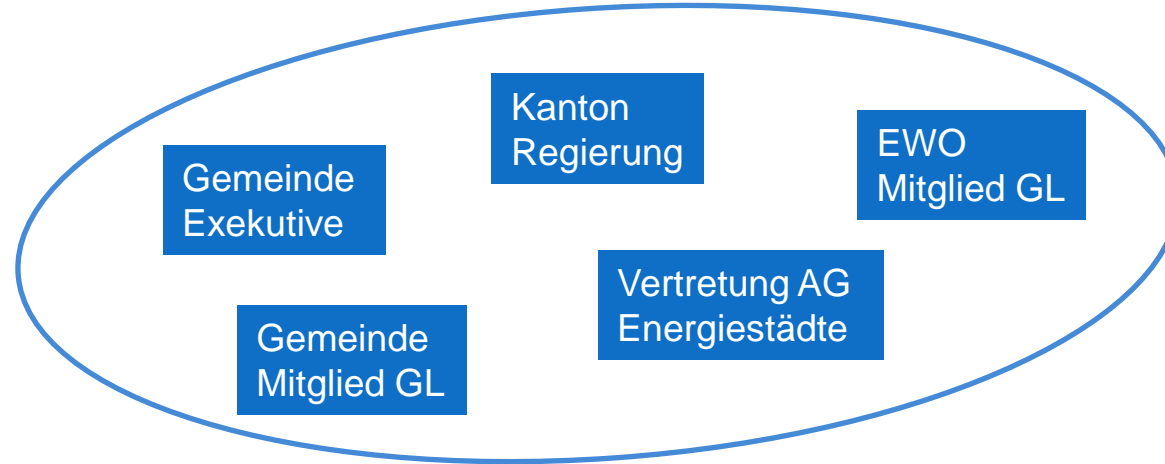 Kanton
Regierung
EWO
Mitglied GL
Gemeinde
Exekutive
Vertretung AG
Energiestädte
Gemeinde
Mitglied GL